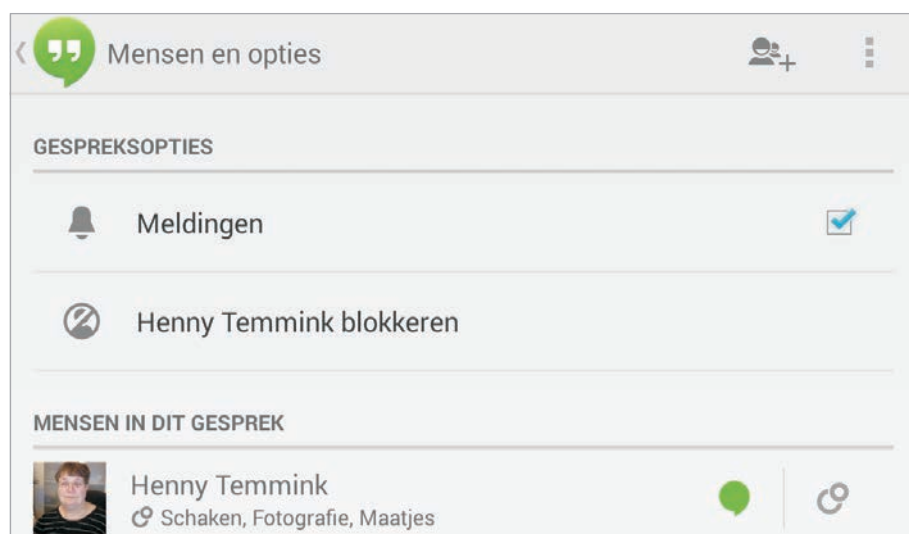 Mensen en opties
GESPREKSOPTIES
Meldingen
Henny Temmink blokkeren
MENSEN IN DIT GESPREK
Henny Temmink
Schaken, Fotografie, Maatjes